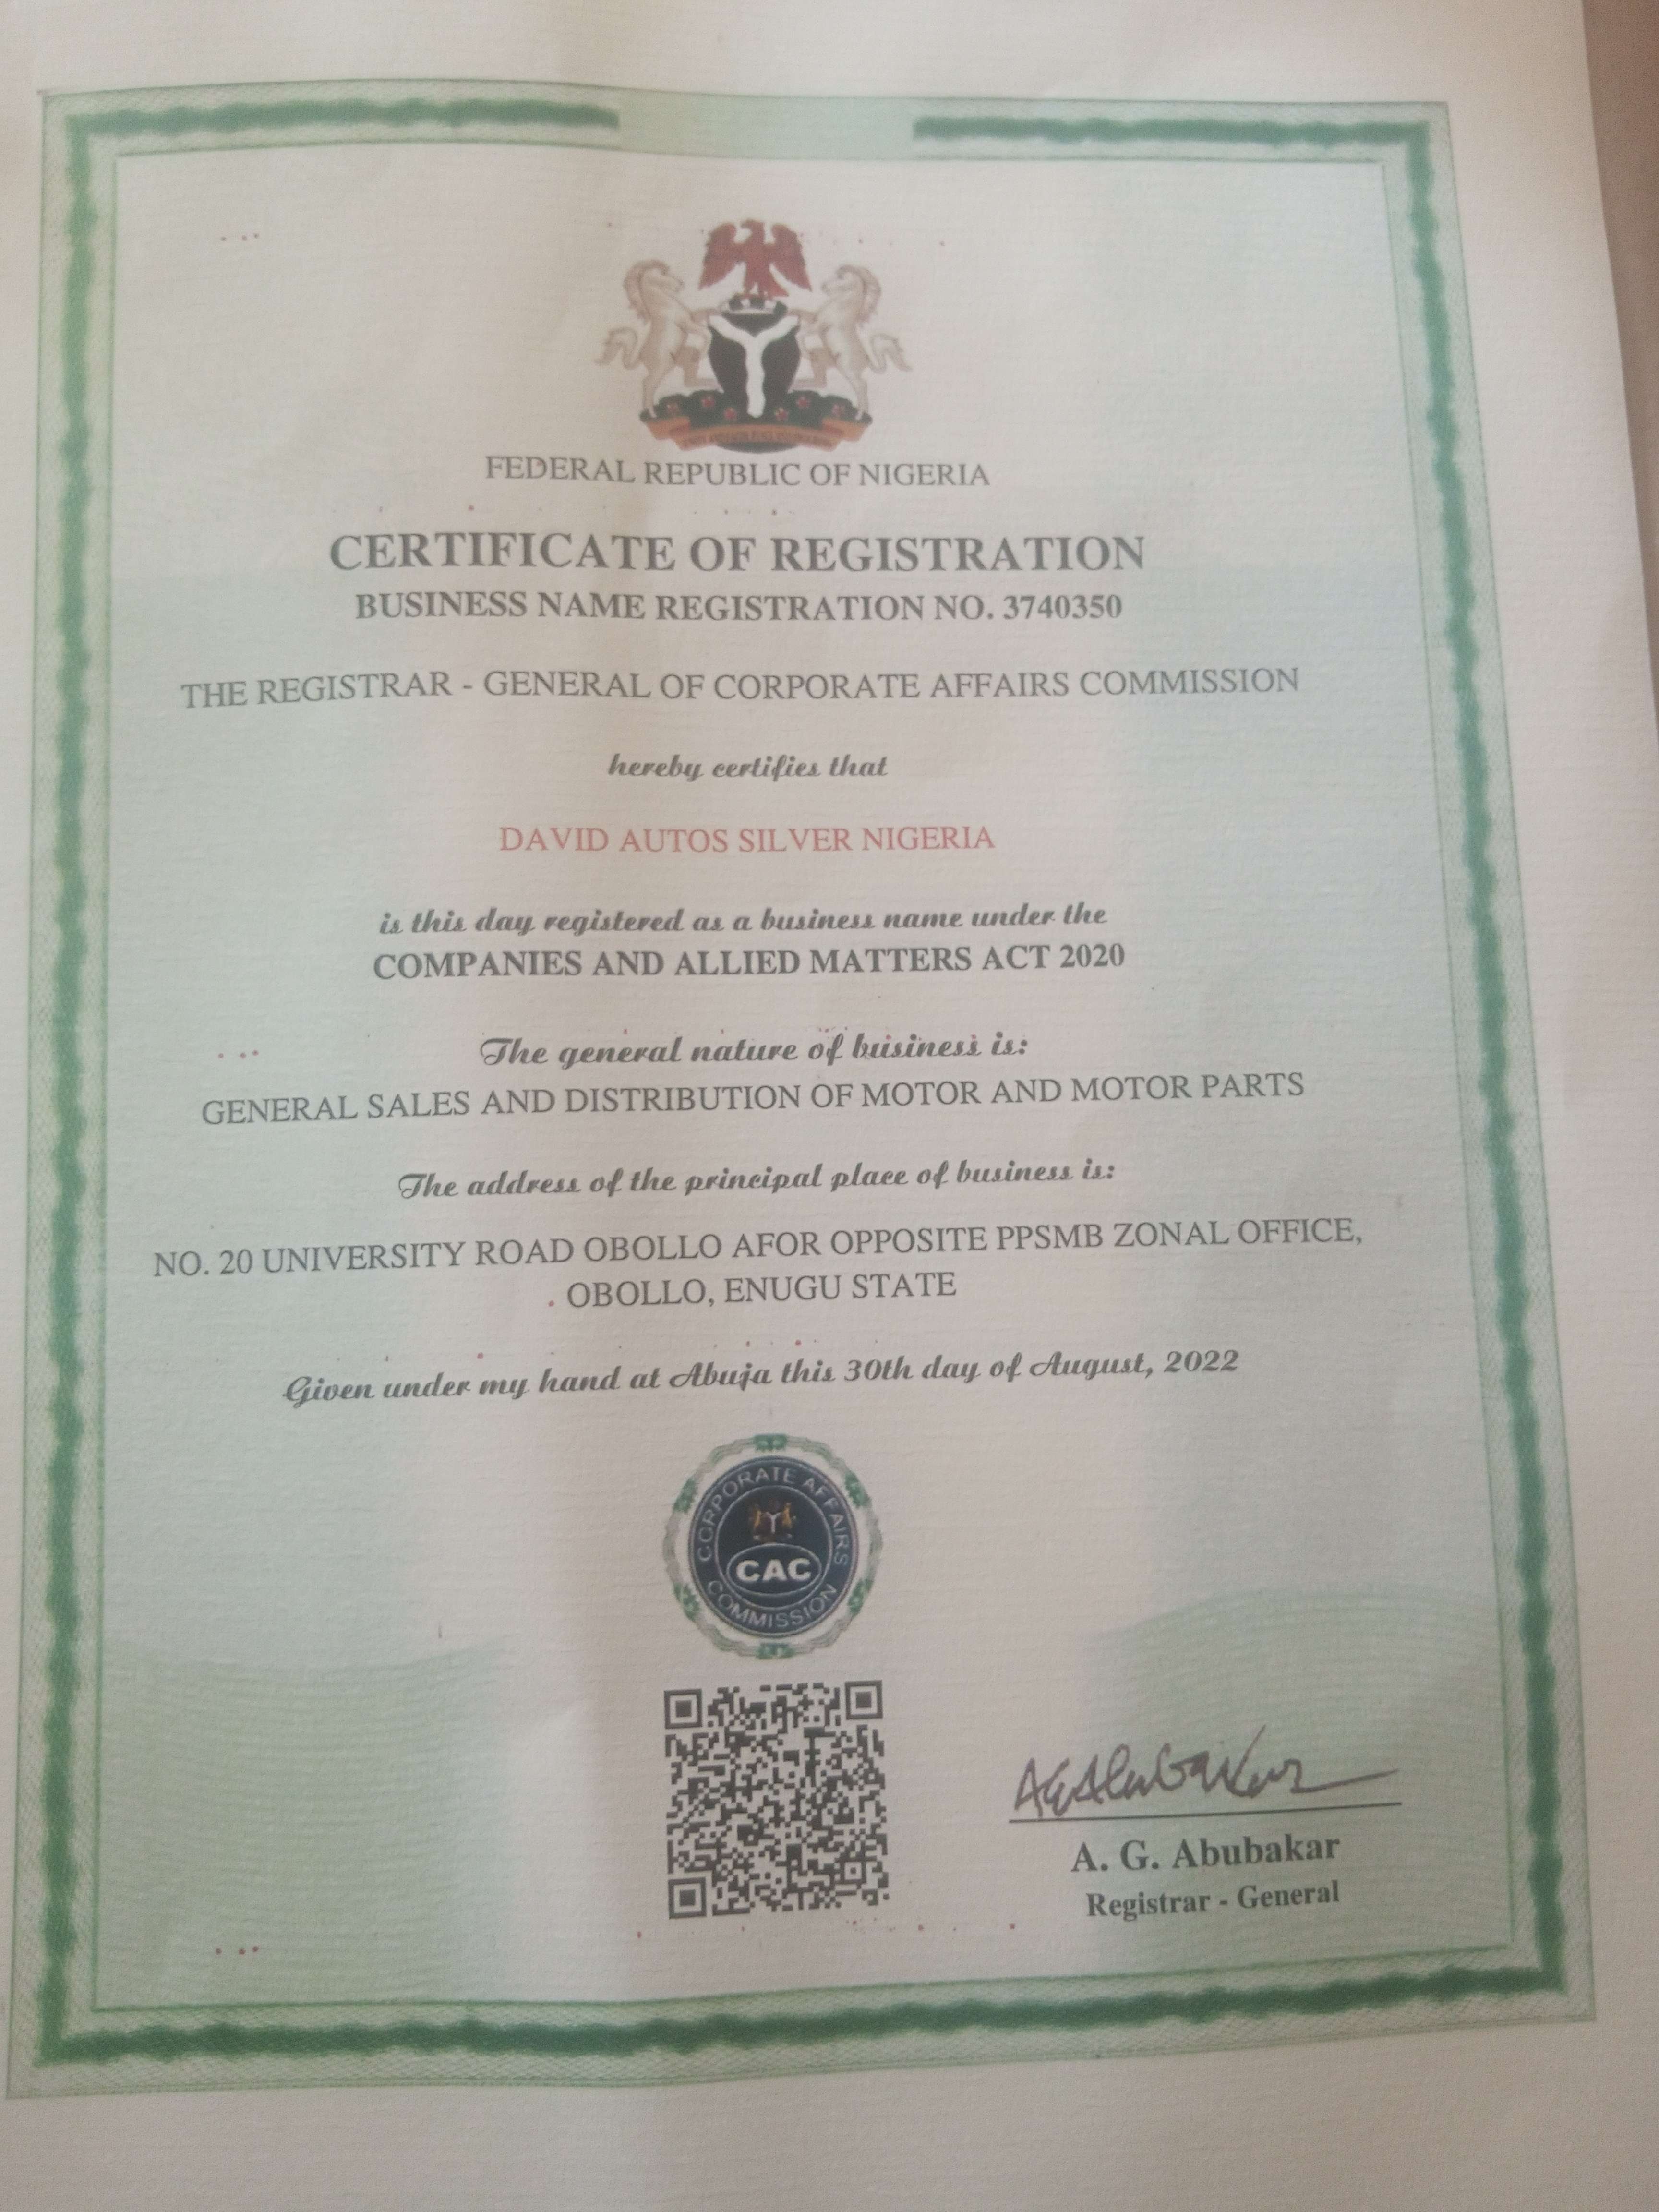 FEDERAL REPUBLIC OF NIGERIA
CERTIFICATE OF REGISTRATION
BUSINESS NAME REGISTRATION NO. 3740350
THE REGISTRAR - GENERAL OF CORPORATE AFFAIRS COMMISSION
hereby certifies that
DAVID AUTOS SILVER NIGERIA
is this day registered as a business name under the
COMPANIES AND ALLIED MATTERS ACT 2020
The general nature of business is:
GENERAL SALES AND DISTRIBUTION OF MOTOR AND MOTOR PARTS
The address of the principal place of business is:
NO. 20 UNIVERSITY ROAD OBOLLO AFOR OPPOSITE PPSMB ZONAL OFFICE,
. OBOLLO, ENUGU STATE
Given under my hand at Abuja this 30th day of August, 2022
CORPORATE AFFAIRS
CAC
COMMISSION
AGAbubakar
A. G. Abubakar
Registrar - General